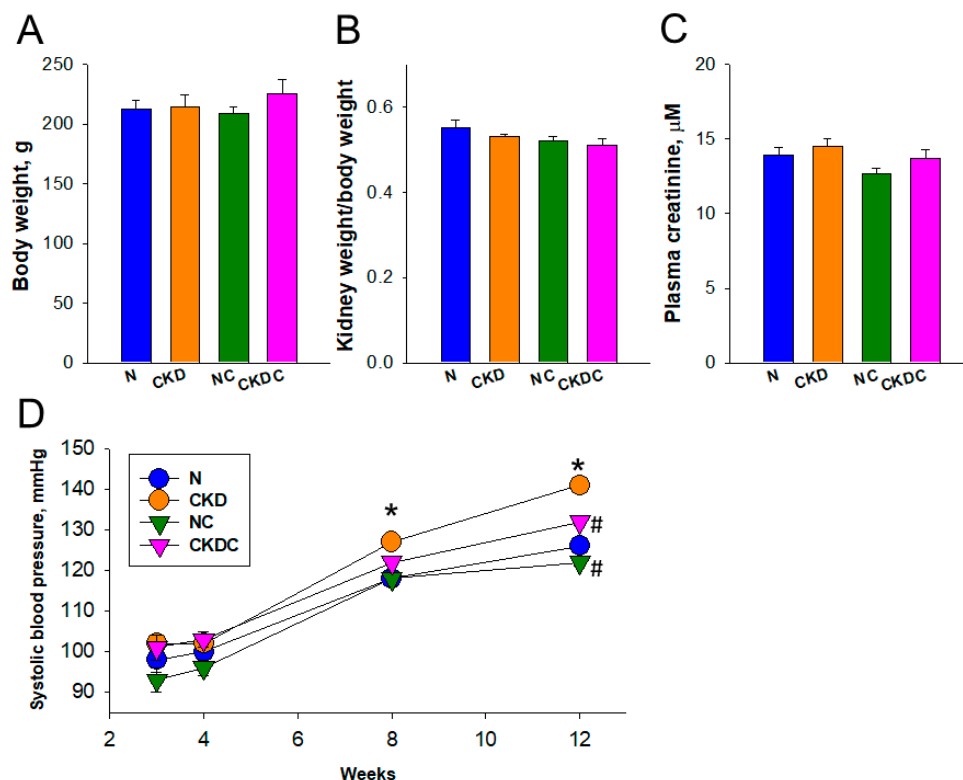 A
Body weight, g
250
200
150
100
50
0
N
CKD
NC
CKDC
B
Kidney weight/body weight
0.6
0.4
0.2
0.0
N
CKD
NC
CKDC
C
Plasma creatinine, µM
20
15
10
5
0
N
CKD
NC
CKDC
D
Systolic blood pressure, mmHg
150
140
130
120
110
100
90
N
CKD
NC
CKDC
*
*
#
#
2
4
6
8
10
12
Weeks